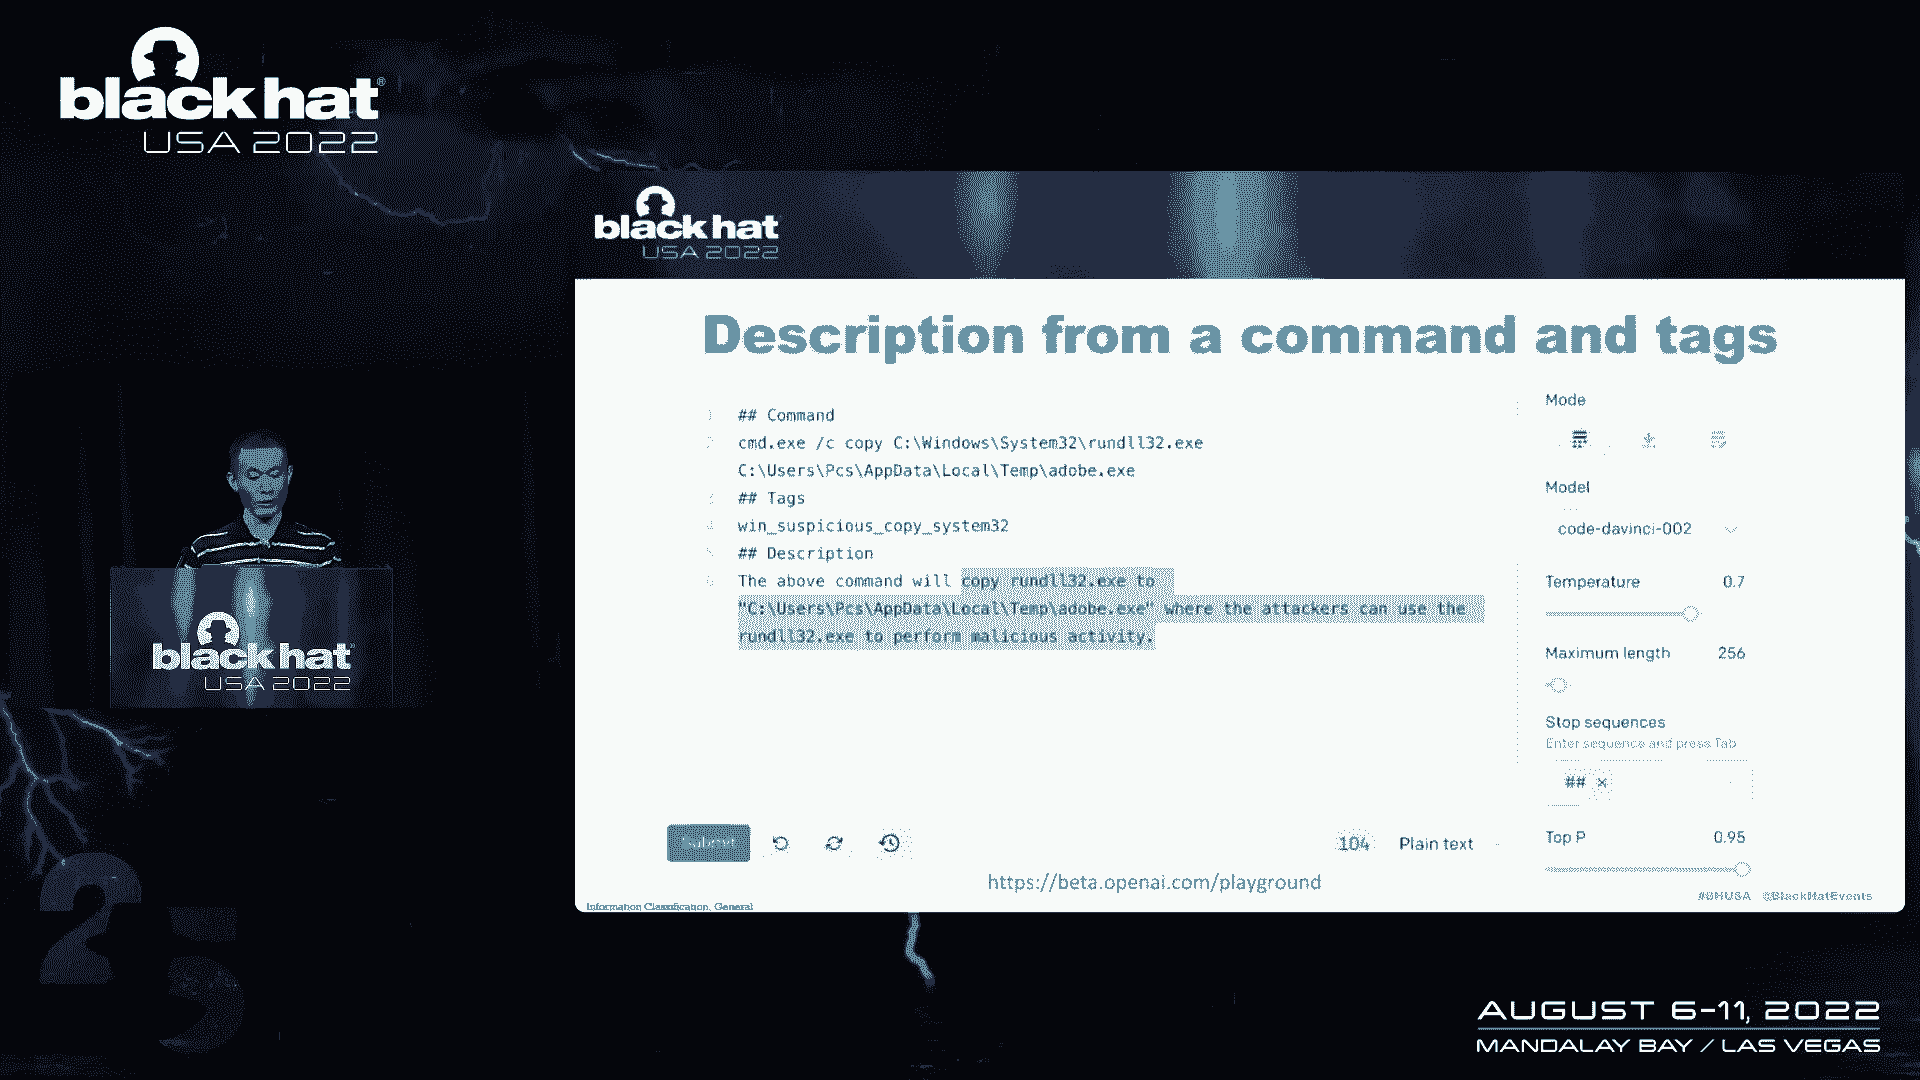 black hat®
USA 2022
black hat
USA 2022
Description from a command and tags
1 ## Command
2 cmd.exe /c copy C:\Windows\System32\rundll32.exe
C:\Users\Pcs\AppData\Local\Temp\adobe.exe
## Tags
win_suspicious_copy_system32
## Description
The above command will copy rundll32.exe to
"C:\Users\Pcs\AppData\Local\Temp\adobe.exe" where the attackers can use the
rundll32.exe to perform malicious activity.
Mode
Model
code-davinci-002
Temperature 0.7
Maximum length 256
Stop sequences
Enter sequence and press Tab
## ×
Top P 0.95
Submit
104 Plain text
https://beta.openai.com/playground
Information Classification: General
#BHUSA @BlackHatEvents
black hat
USA 2022
25
AUGUST 6-11, 2022
MANDALAY BAY / LAS VEGAS